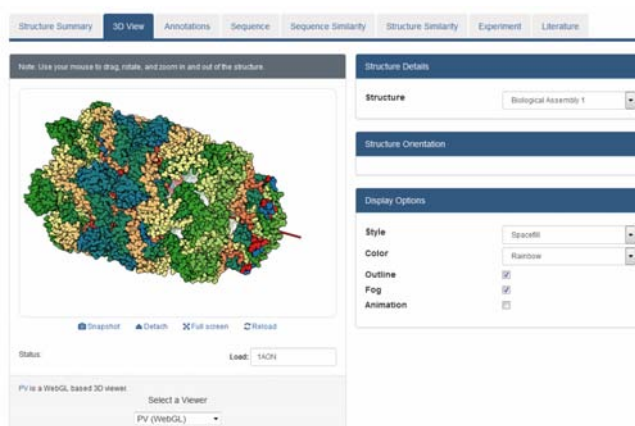 Structure Summary
3D View
Annotations
Sequence
Sequence Similarity
Structure Similarity
Experiment
Literature
Note: Use your mouse to drag, rotate, and zoom in and out of the structure.
Snapshot
Detach
Full screen
Reload
Status:
Load: 1AON
PV is a WebGL based 3D viewer.
Select a Viewer
PV (WebGL)
Structure Details
Structure
Biological Assembly 1
Structure Orientation
Display Options
Style
Spacefill
Color
Rainbow
Outline
Fog
Animation